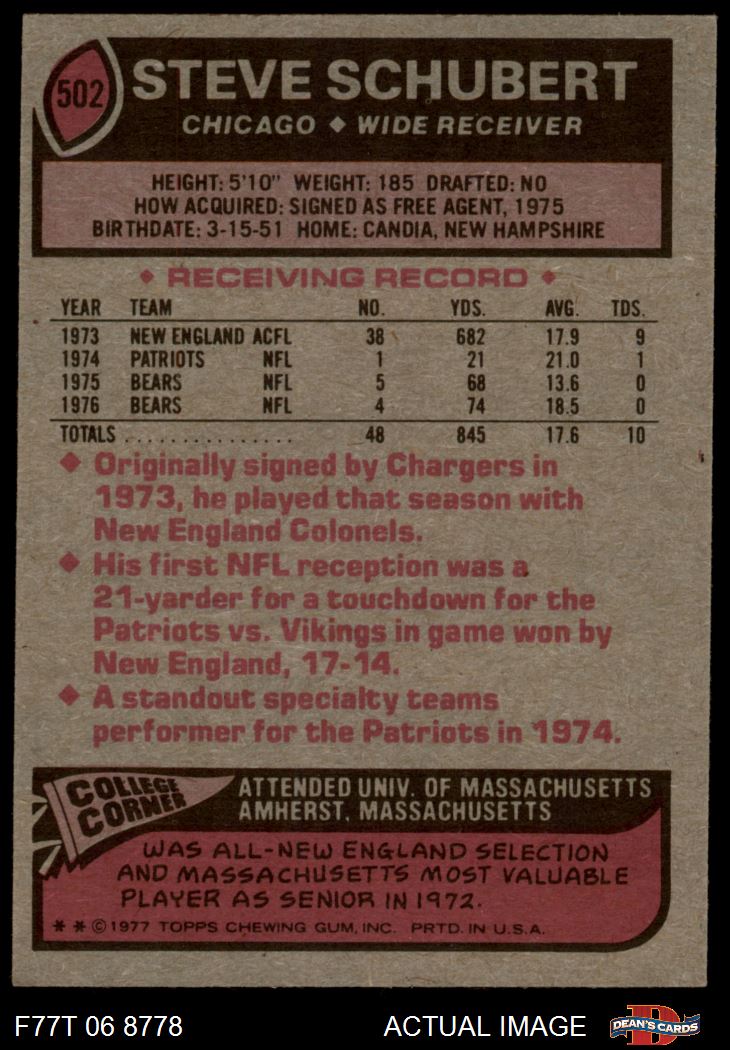 502
STEVE SCHUBERT
CHICAGO ◆ WIDE RECEIVER
HEIGHT: 5'10" WEIGHT: 185 DRAFTED: NO
HOW ACQUIRED: SIGNED AS FREE AGENT, 1975
BIRTHDATE: 3-15-51 HOME: CANDIA, NEW HAMPSHIRE
◆ RECEIVING RECORD ◆
YEAR TEAM NO. YDS. AVG. TDS.
1973 NEW ENGLAND ACFL 38 682 17.9 9
1974 PATRIOTS NFL 1 21 21.0 1
1975 BEARS NFL 5 68 13.6 0
1976 BEARS NFL 4 74 18.5 0
TOTALS . . . . . . . . . . . . . . . 48 845 17.6 10
◆ Originally signed by Chargers in
1973, he played that season with
New England Colonels.
◆ His first NFL reception was a
21-yarder for a touchdown for the
Patriots vs. Vikings in game won by
New England, 17-14.
◆ A standout specialty teams
performer for the Patriots in 1974.
COLLEGE
CORNER
ATTENDED UNIV. OF MASSACHUSETTS
AMHERST, MASSACHUSETTS
WAS ALL-NEW ENGLAND SELECTION
AND MASSACHUSETTS MOST VALUABLE
PLAYER AS SENIOR IN 1972.
* * © 1977 TOPPS CHEWING GUM, INC. PRTD. IN U.S.A.
F77T 06 8778 ACTUAL IMAGE
D
DEAN'S CARDS